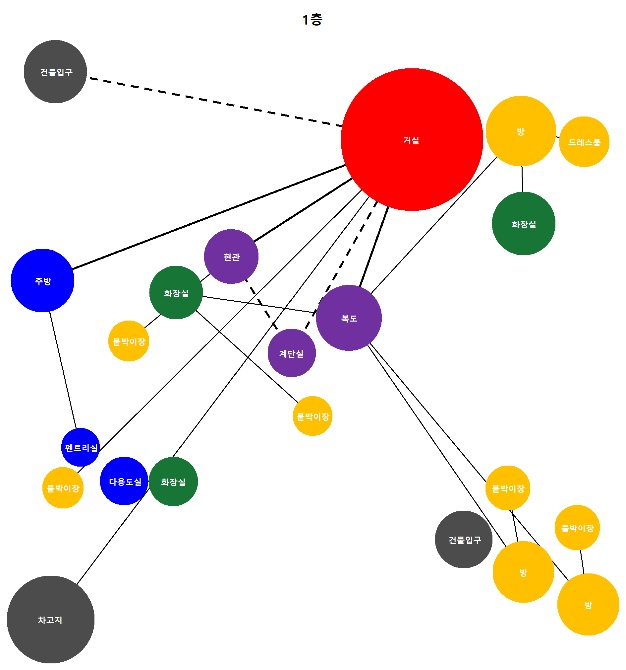 1층
건물입구
거실
방
드레스룸
화장실
현관
주방
화장실
복도
붙박이장
계단실
붙박이장
펜트리실
붙박이장
다용도실
화장실
붙박이장
붙박이장
건물입구
방
방
차고지